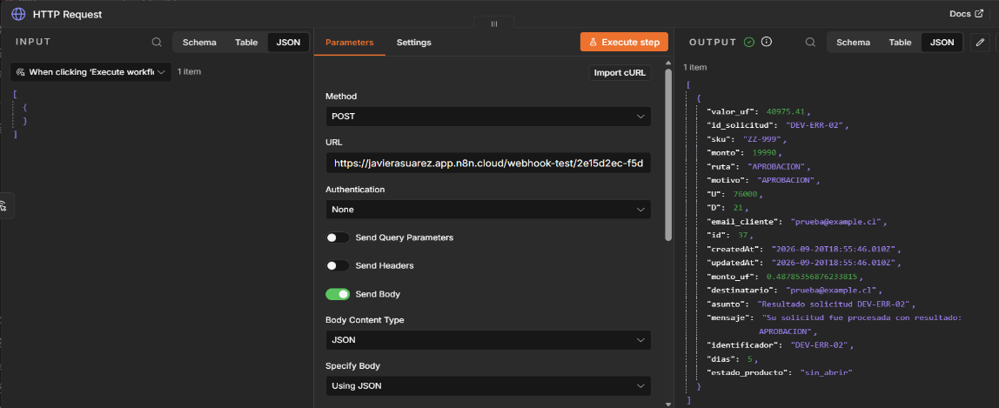 HTTP Request
Docs
INPUT
Schema Table JSON
When clicking ‘Execute workfl
1 item
[
{
}
]
Parameters Settings
Execute step
Import cURL
Method
POST
URL
https://javierasuarez.app.n8n.cloud/webhook-test/2e15d2ec-f5d
Authentication
None
Send Query Parameters
Send Headers
Send Body
Body Content Type
JSON
Specify Body
Using JSON
OUTPUT
Schema Table JSON
1 item
[
{
"valor_uf": 40975.41,
"id_solicitud": "DEV-ERR-02",
"sku": "ZZ-999",
"monto": 19990,
"ruta": "APROBACION",
"motivo": "APROBACION",
"U": 76000,
"D": 21,
"email_cliente": "prueba@example.cl",
"id": 37,
"createdAt": "2026-09-20T18:55:46.010Z",
"updatedAt": "2026-09-20T18:55:46.010Z",
"monto_uf": 0.48785356876233815,
"destinatario": "prueba@example.cl",
"asunto": "Resultado solicitud DEV-ERR-02",
"mensaje": "Su solicitud fue procesada con resultado:
APROBACION",
"identificador": "DEV-ERR-02",
"dias": 5,
"estado_producto": "sin_abrir"
}
]